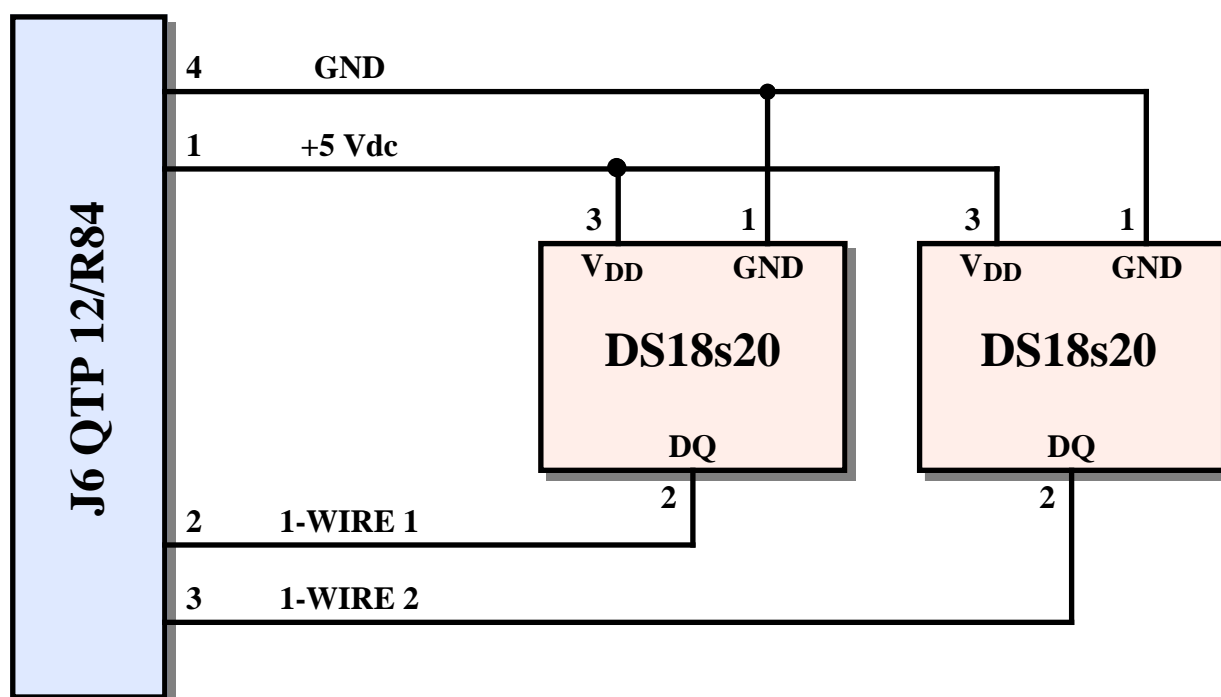 4 GND
1 +5 Vdc
3 1 3 1
VDD GND VDD GND
DS18s20 DS18s20
J6 QTP 12/R84
DQ DQ
2 2
2 1-WIRE 1
3 1-WIRE 2